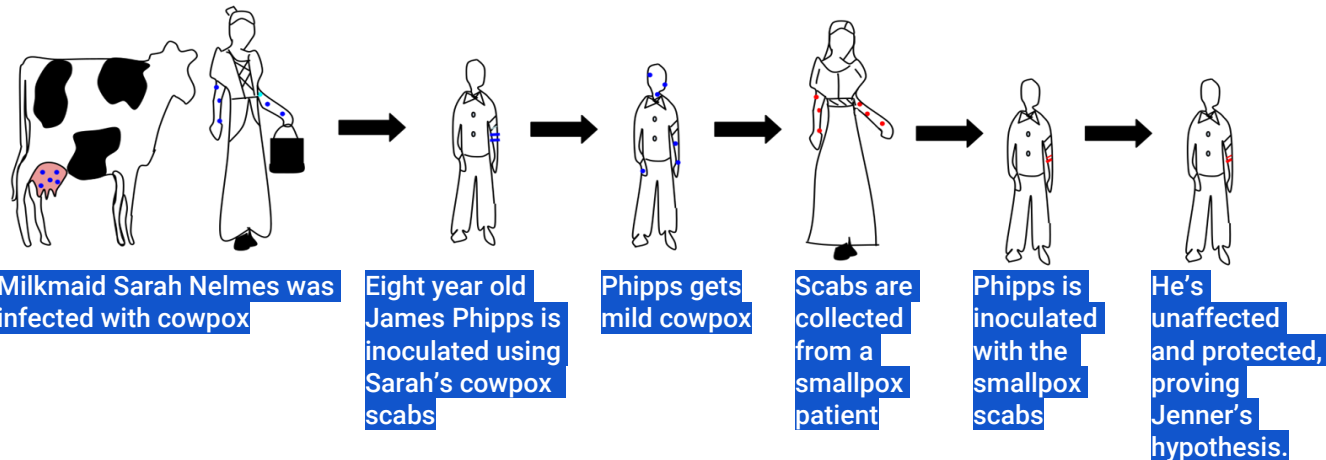 Milkmaid Sarah Nelmes was
infected with cowpox
Eight year old
James Phipps is
inoculated using
Sarah's cowpox
scabs
Phipps gets
mild cowpox
Scabs are
collected
from a
smallpox
patient
Phipps is
inoculated
with the
smallpox
scabs
He's
unaffected
and protected,
proving
Jenner's
hypothesis.